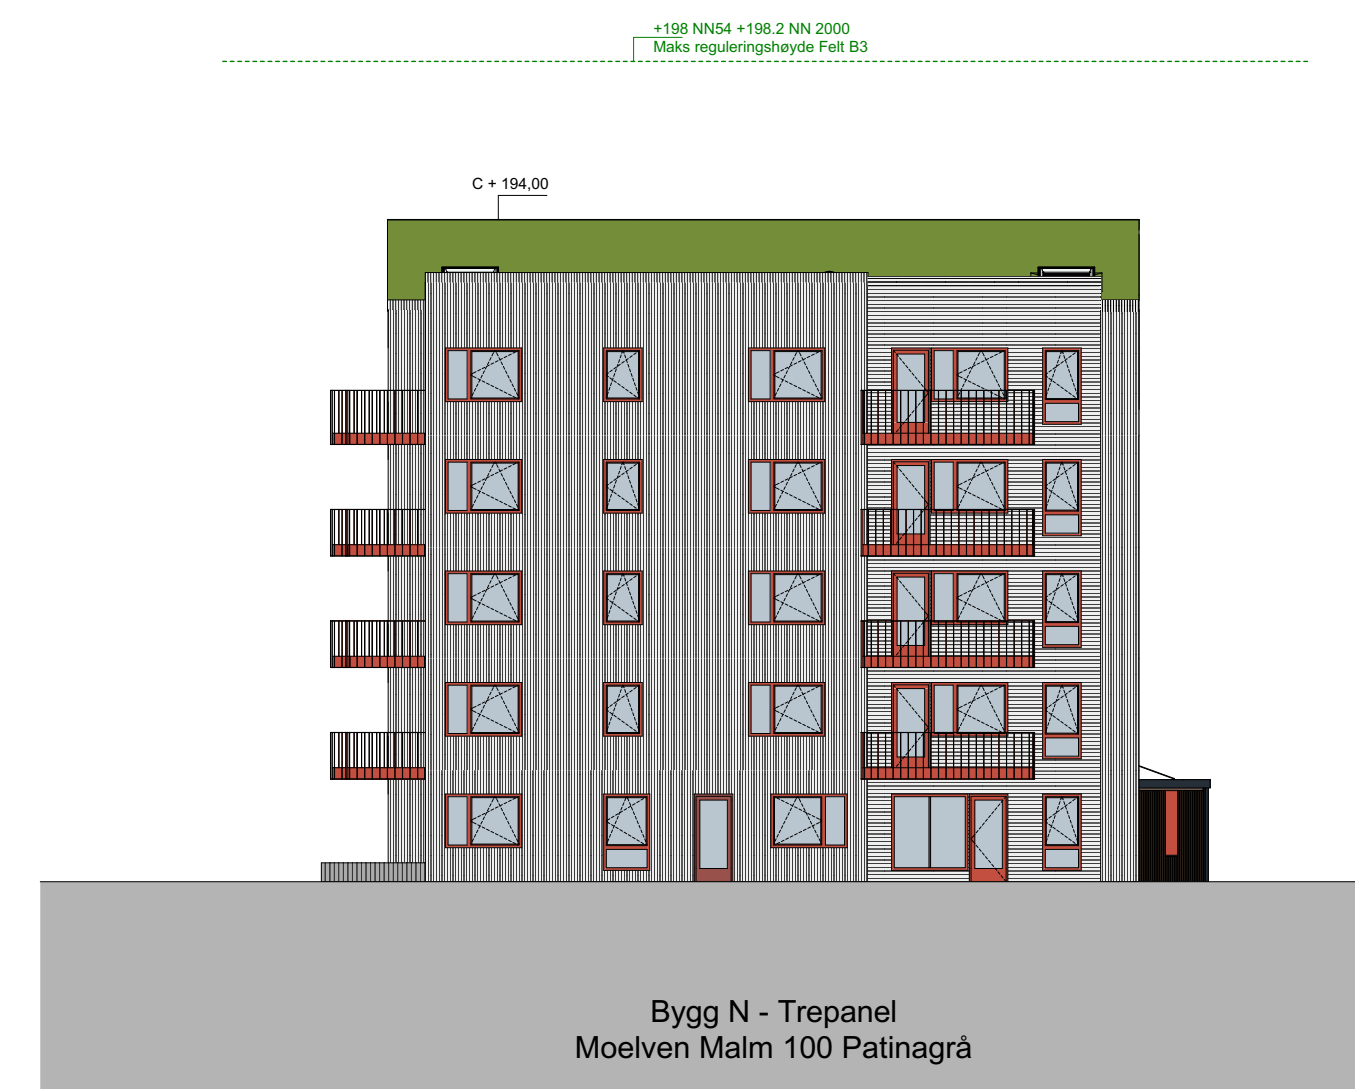 +198 NN54 +198.2 NN 2000
Maks reguleringshøyde Felt B3
C + 194,00
Bygg N - Trepanel
Moelven Malm 100 Patinagrå